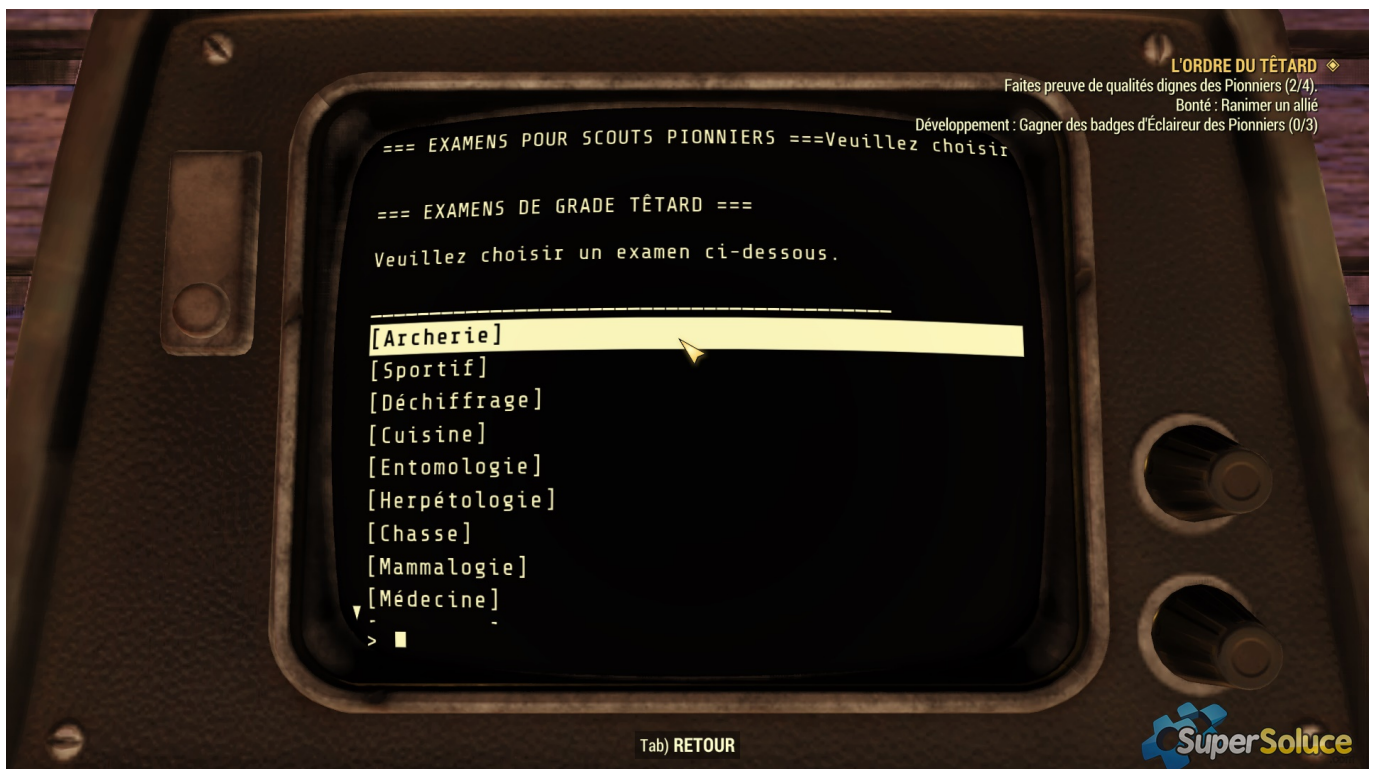 L'ORDRE DU TÊTARD
Faites preuve de qualités dignes des Pionniers (2/4).
Bonté : Ranimer un allié
Développement : Gagner des badges d'Éclaireur des Pionniers (0/3)
=== EXAMENS POUR SCOUTS PIONNIERS ===Veuillez choisir
=== EXAMENS DE GRADE TÊTARD ===
Veuillez choisir un examen ci-dessous.
[Archerie]
[Sportif]
[Déchiffrage]
[Cuisine]
[Entomologie]
[Herpétologie]
[Chasse]
[Mammalogie]
[Médecine]
>
Tab) RETOUR
SuperSoluce